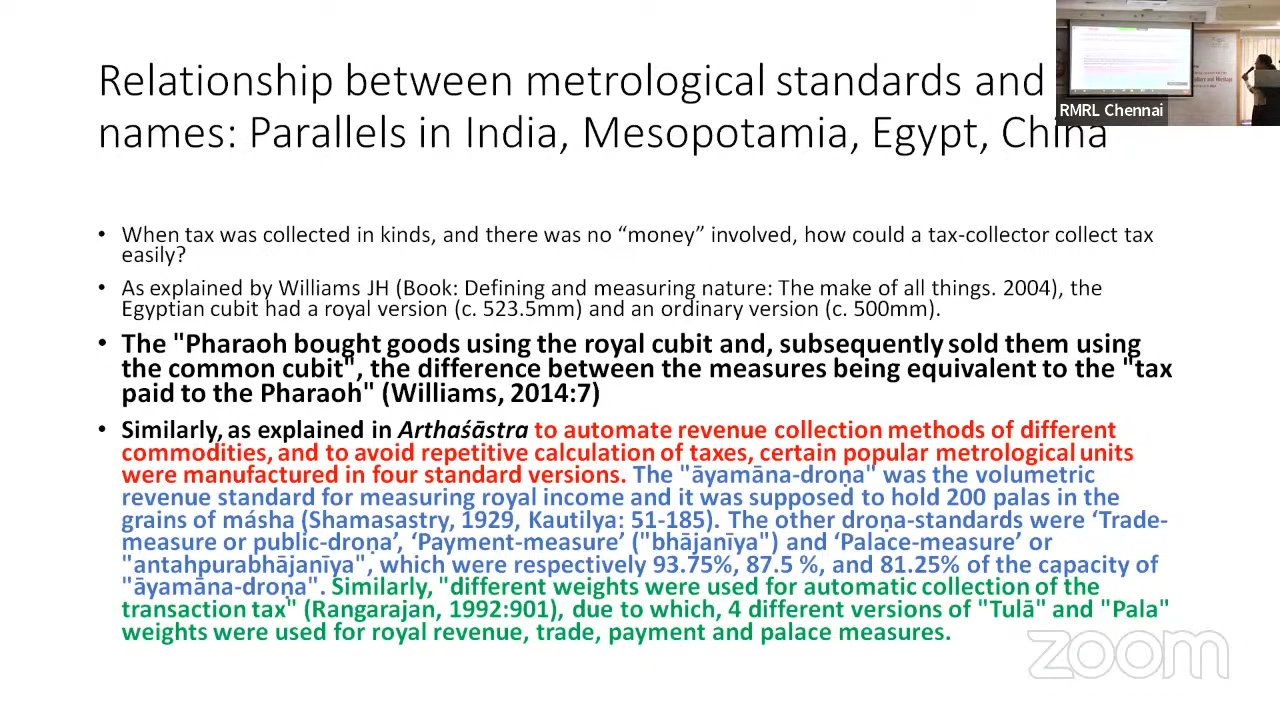 Relationship between metrological standards and
names: Parallels in India, Mesopotamia, Egypt, China
RMRL Chennai
• When tax was collected in kinds, and there was no “money” involved, how could a tax-collector collect tax
easily?
• As explained by Williams JH (Book: Defining and measuring nature: The make of all things. 2004), the
Egyptian cubit had a royal version (c. 523.5mm) and an ordinary version (c. 500mm).
• The "Pharaoh bought goods using the royal cubit and, subsequently sold them using
the common cubit", the difference between the measures being equivalent to the "tax
paid to the Pharaoh" (Williams, 2014:7)
• Similarly, as explained in Arthaśāstra to automate revenue collection methods of different
commodities, and to avoid repetitive calculation of taxes, certain popular metrological units
were manufactured in four standard versions. The "āyamāna-droṇa" was the volumetric
revenue standard for measuring royal income and it was supposed to hold 200 palas in the
grains of másha (Shamasastry, 1929, Kautilya: 51-185). The other droṇa-standards were ‘Trade-
measure or public-droṇa’, ‘Payment-measure’ ("bhājanīya") and ‘Palace-measure’ or
"antahpurabhājanīya", which were respectively 93.75%, 87.5 %, and 81.25% of the capacity of
"āyamāna-droṇa". Similarly, "different weights were used for automatic collection of the
transaction tax" (Rangarajan, 1992:901), due to which, 4 different versions of "Tulā" and "Pala"
weights were used for royal revenue, trade, payment and palace measures.
zoom